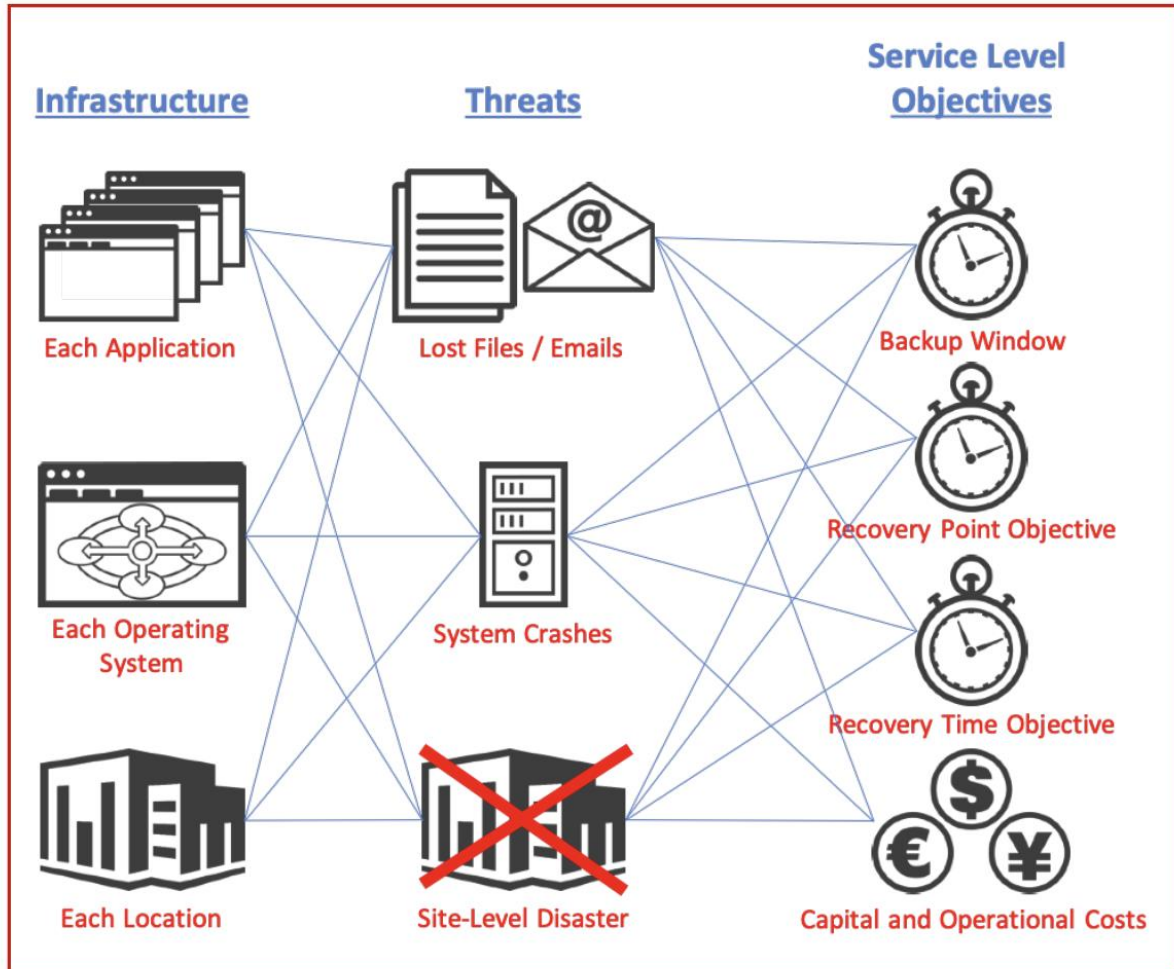 Infrastructure
Threats
Service Level
Objectives
@
Each Application
Lost Files / Emails
Backup Window
Recovery Point Objective
Each Operating
System
System Crashes
Recovery Time Objective
$
€
¥
Each Location
Site-Level Disaster
Capital and Operational Costs